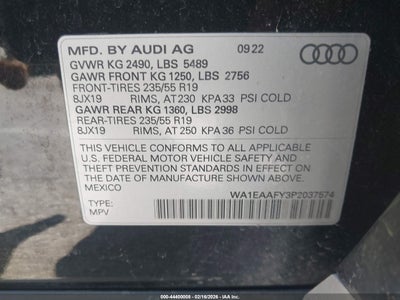 MFD. BY AUDI AG 09 22
GVWR KG 2490, LBS 5489
GAWR FRONT KG 1250, LBS 2756
FRONT-TIRES 235/55 R19
8JX19 RIMS, AT 230 KPA 33 PSI COLD
GAWR REAR KG 1360, LBS 2998
REAR-TIRES 235/55 R19
8JX19 RIMS, AT 250 KPA 36 PSI COLD
THIS VEHICLE CONFORMS TO ALL APPLICABLE
U.S. FEDERAL MOTOR VEHICLE SAFETY AND
THEFT PREVENTION STANDARDS IN EFFECT ON
THE DATE OF MANUFACTURE SHOWN ABOVE.
MEXICO
WA1EAAFY3P2037574
TYPE:
MPV
000-44400008 - 02/18/2026 - IAAI.COM